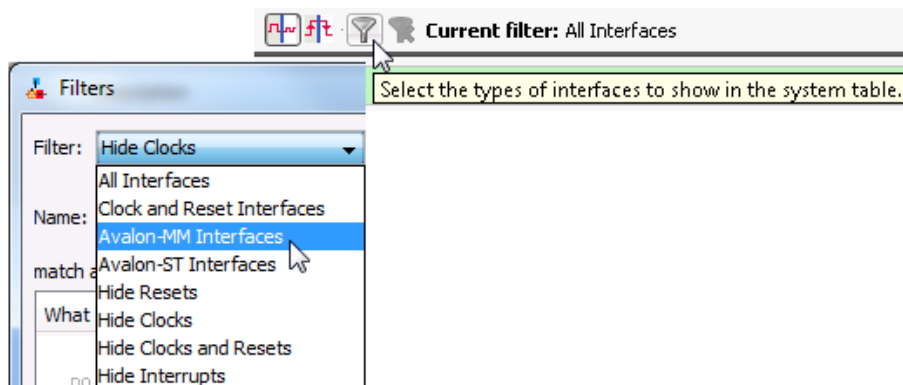 Current filter: All Interfaces
Select the types of interfaces to show in the system table.
Filters
Filter: Hide Clocks
All Interfaces
Clock and Reset Interfaces
Name:
Avalon-MM Interfaces
Avalon-ST Interfaces
match a
Hide Resets
What
Hide Clocks
Hide Clocks and Resets
no
Hide Interrupts